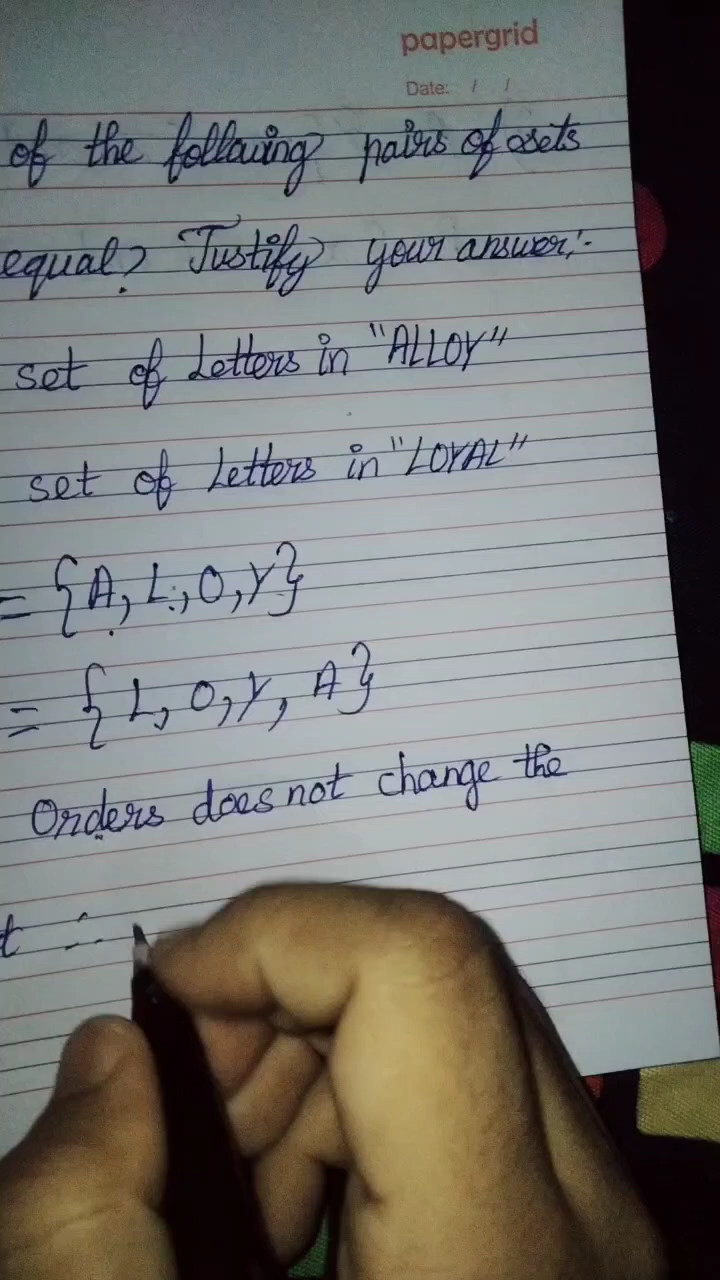 papergrid
Date: / /
of the following pairs of sets
equal? Justify your answer:-
set of Letters in "ALLOY"
set of Letters in "LOYAL"
= {A, L, O, Y}
= {L, O, Y, A}
Orders does not change the
t ∴